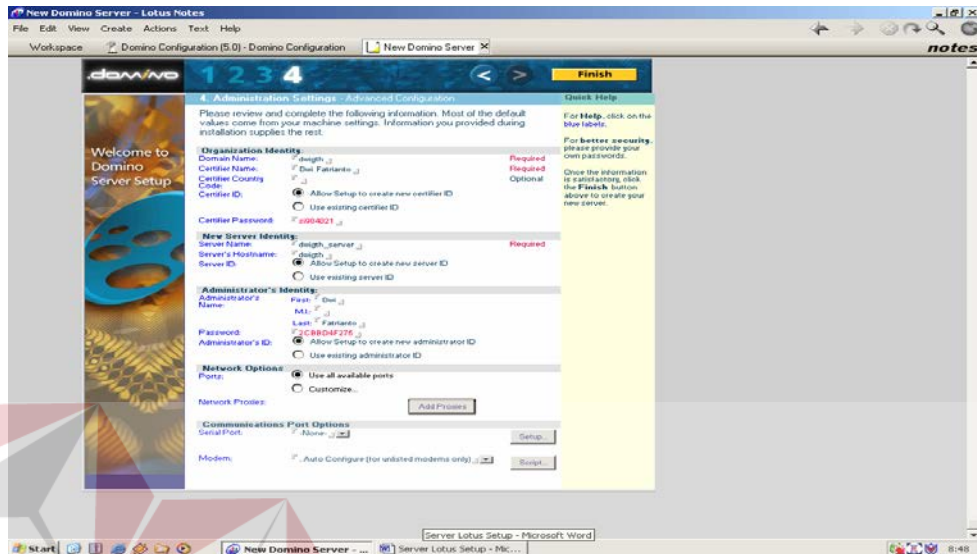 New Domino Server - Lotus Notes
File Edit View Create Actions Text Help
Workspace Domino Configuration (5.0) - Domino Configuration New Domino Server
notes
domino 1 2 3 4 < > Finish
Welcome to Domino Server Setup
4. Administration Settings - Advanced Configuration
Please review and complete the following information. Most of the default
values come from your machine settings. Information you provided during
installation supplies the rest.
Organization Identity:
Domain Name: dwigth Required
Certifier Name: Dwi Fatrianto Required
Certifier Country Code: Optional
Certifier ID: Allow Setup to create new certifier ID
Use existing certifier ID
Certifier Password:
New Server Identity:
Server Name: dwigth_server Required
Server's Hostname: dwigth
Server ID: Allow Setup to create new server ID
Use existing server ID
Administrator's Identity:
Administrator's Name: First: Dwi
M.I.:
Last: Fatrianto
Password: 2CBBD4F276
Administrator's ID: Allow Setup to create new administrator ID
Use existing administrator ID
Network Options
Ports: Use all available ports
Customize...
Network Proxies: Add Proxies
Communications Port Options
Serial Port: -None- Setup...
Modem: .Auto Configure (for unlisted modems only) Script...
Quick Help
For Help, click on the
blue labels.
For better security,
please provide your
own passwords.
Once the information
is satisfactory, click
the Finish button
above to create your
new server.
Server Lotus Setup - Microsoft Word
Start New Domino Server - ... Server Lotus Setup - Mic... 8:48